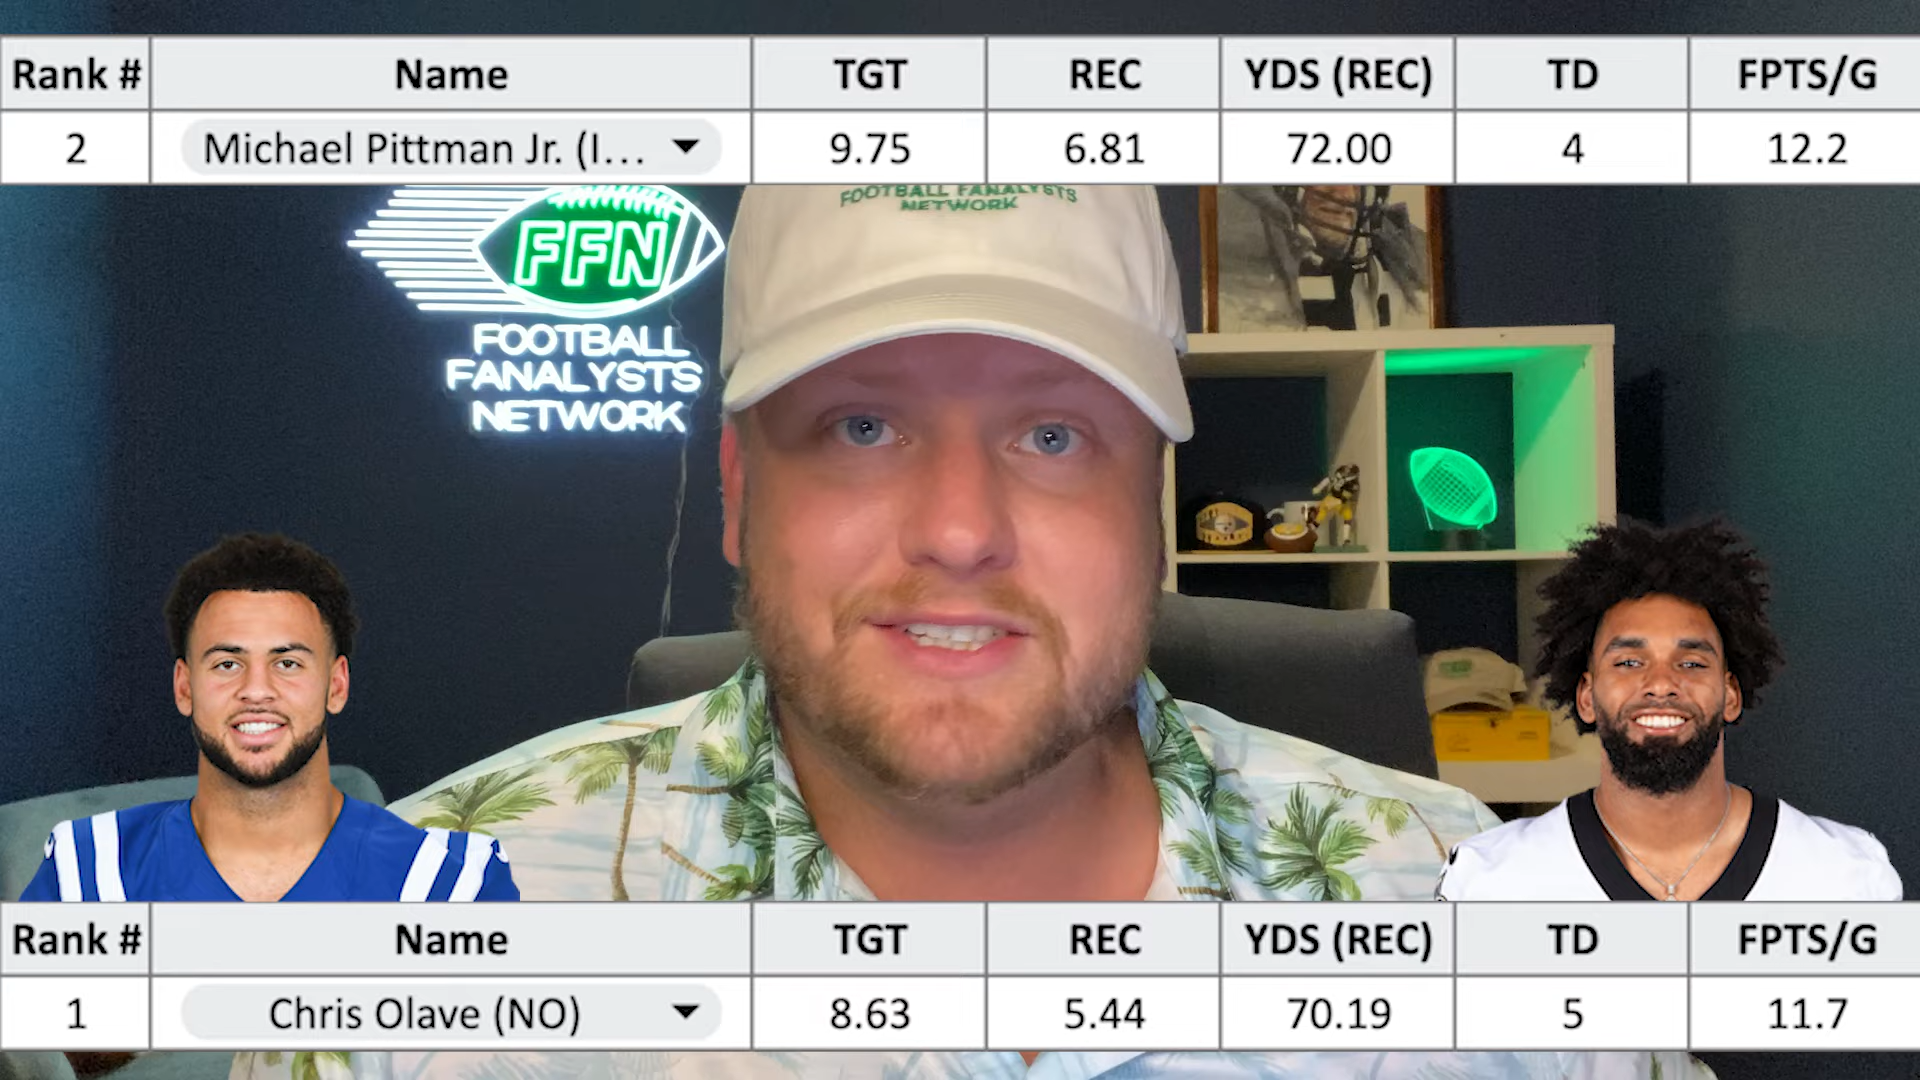 Rank # Name TGT REC YDS (REC) TD FPTS/G
2 Michael Pittman Jr. (I... 9.75 6.81 72.00 4 12.2
FOOTBALL FANALYSTS
NETWORK
FFN
FOOTBALL
FANALYSTS
NETWORK
Rank # Name TGT REC YDS (REC) TD FPTS/G
1 Chris Olave (NO) 8.63 5.44 70.19 5 11.7